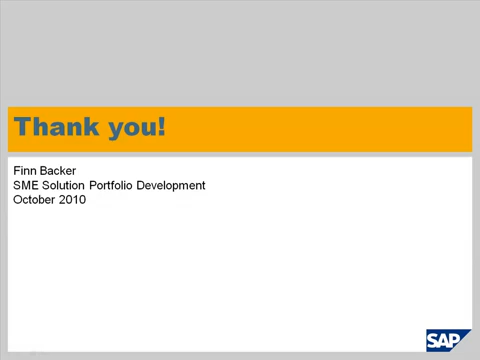 Thank you!
Finn Backer
SME Solution Portfolio Development
October 2010
SAP